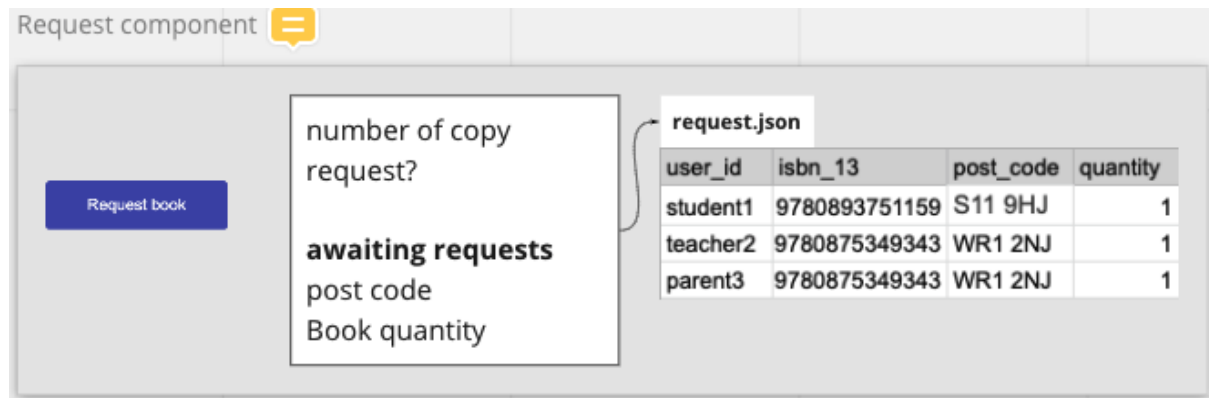 Request component
Request book
number of copy
request?
awaiting requests
post code
Book quantity
request.json
user_id isbn_13 post_code quantity
student1 9780893751159 S11 9HJ 1
teacher2 9780875349343 WR1 2NJ 1
parent3 9780875349343 WR1 2NJ 1